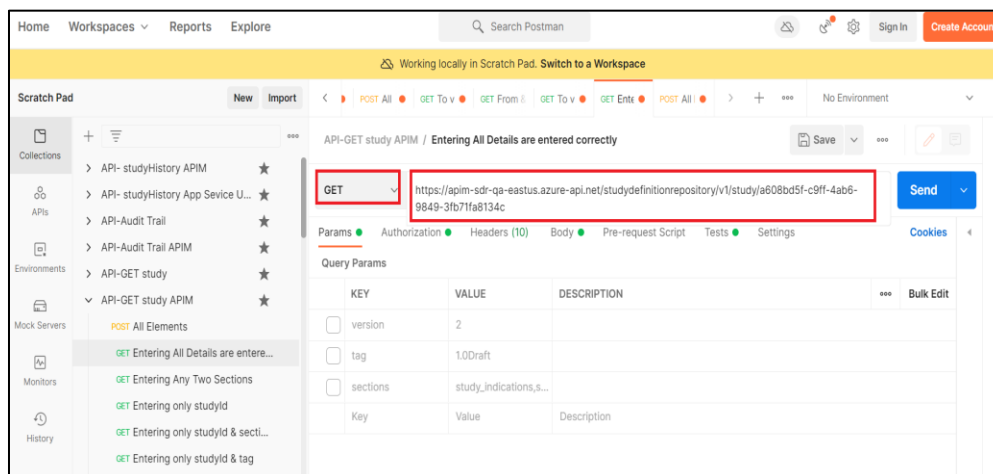 Home Workspaces Reports Explore Search Postman Sign In Create Accoun
Working locally in Scratch Pad. Switch to a Workspace
Scratch Pad New Import POST All GET To v GET From GET To v GET Ente POST All No Environment
Collections
APIs
Environments
Mock Servers
Monitors
History
API- studyHistory APIM
API- studyHistory App Sevice U...
API-Audit Trail
API-Audit Trail APIM
API-GET study
API-GET study APIM
POST All Elements
GET Entering All Details are entere...
GET Entering Any Two Sections
GET Entering only studyId
GET Entering only studyId & secti...
GET Entering only studyId & tag
API-GET study APIM / Entering All Details are entered correctly Save
GET https://apim-sdr-qa-eastus.azure-api.net/studydefinitionrepository/v1/study/a608bd5f-c9ff-4ab6-
9849-3fb71fa8134c
Send
Params Authorization Headers (10) Body Pre-request Script Tests Settings Cookies
Query Params
KEY VALUE DESCRIPTION Bulk Edit
version 2
tag 1.0Draft
sections study_indications,s...
Key Value Description